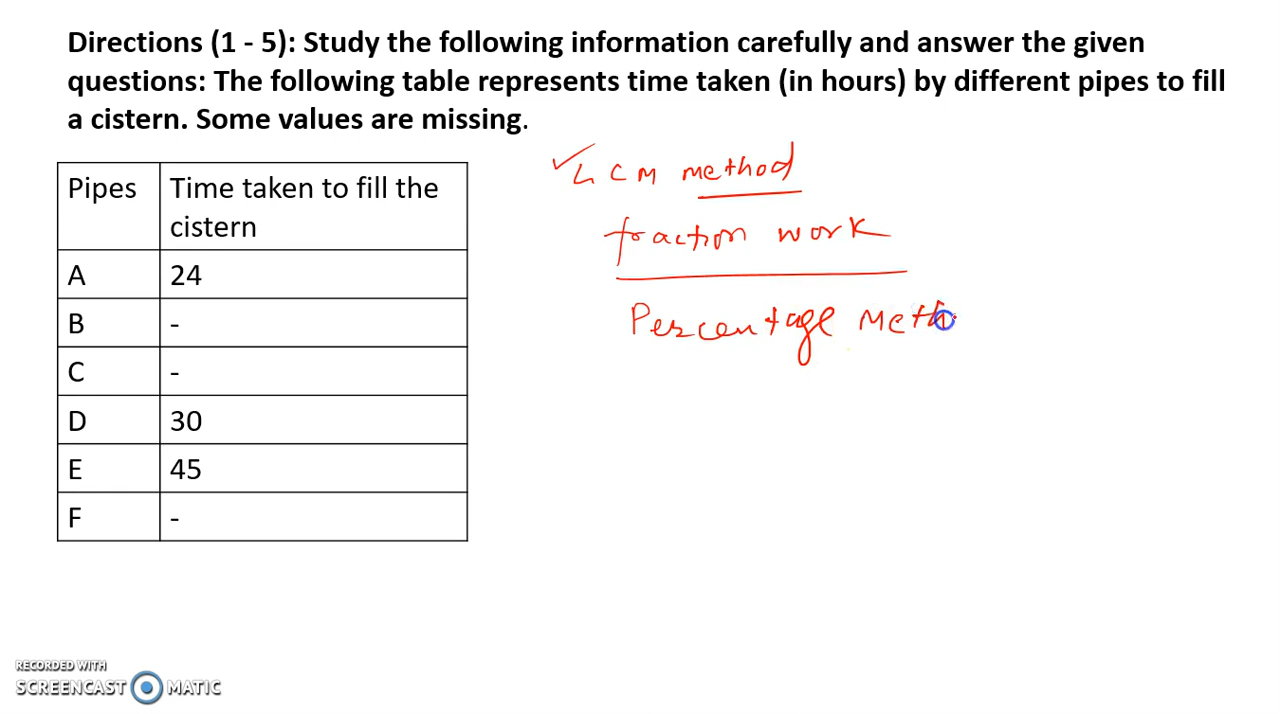 Directions (1 - 5): Study the following information carefully and answer the given
questions: The following table represents time taken (in hours) by different pipes to fill
a cistern. Some values are missing.
Pipes Time taken to fill the
cistern
A 24
B -
C -
D 30
E 45
F -
✓ LCM method
fraction work
Percentage Meth
RECORDED WITH
SCREENCAST MATIC